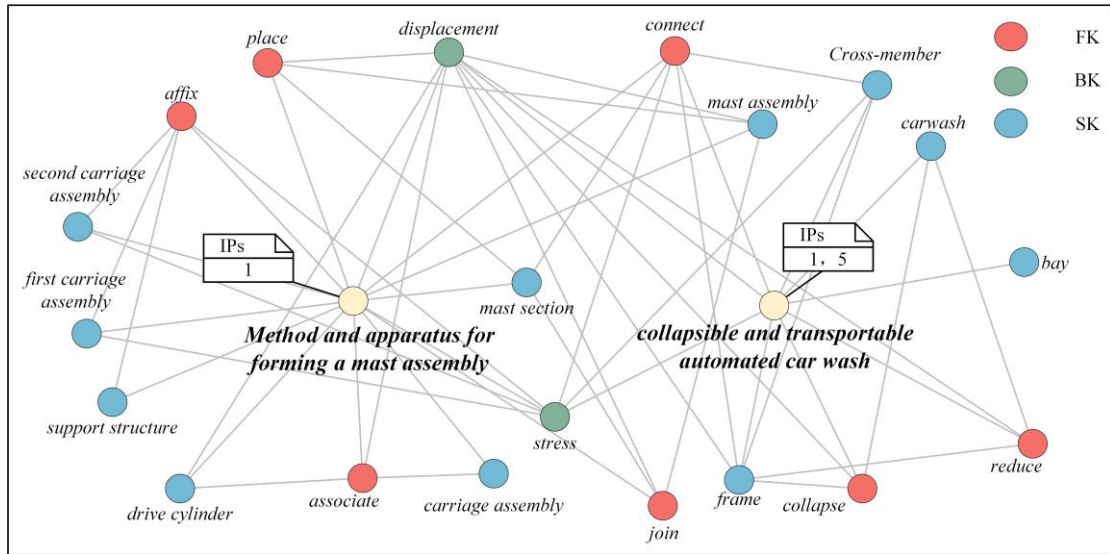 displacement
connect
place
FK
Cross-member
BK
affix
mast assembly
carwash
SK
second carriage
assembly
IPs
1
IPs
1, 5
bay
first carriage
assembly
mast section
Method and apparatus for
forming a mast assembly
collapsible and transportable
automated car wash
support structure
stress
reduce
drive cylinder
associate
carriage assembly
join
frame
collapse